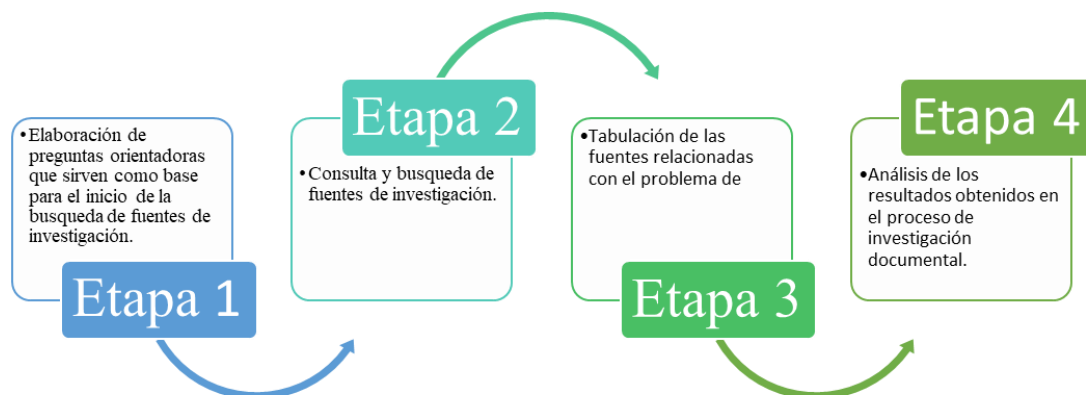 •Elaboración de
preguntas orientadoras
que sirven como base
para el inicio de la
busqueda de fuentes de
investigación.
Etapa 1
Etapa 2
•Consulta y busqueda de
fuentes de investigación.
•Tabulación de las
fuentes relacionadas
con el problema de
Etapa 3
Etapa 4
•Análisis de los
resultados obtenidos en
el proceso de
investigación
documental.